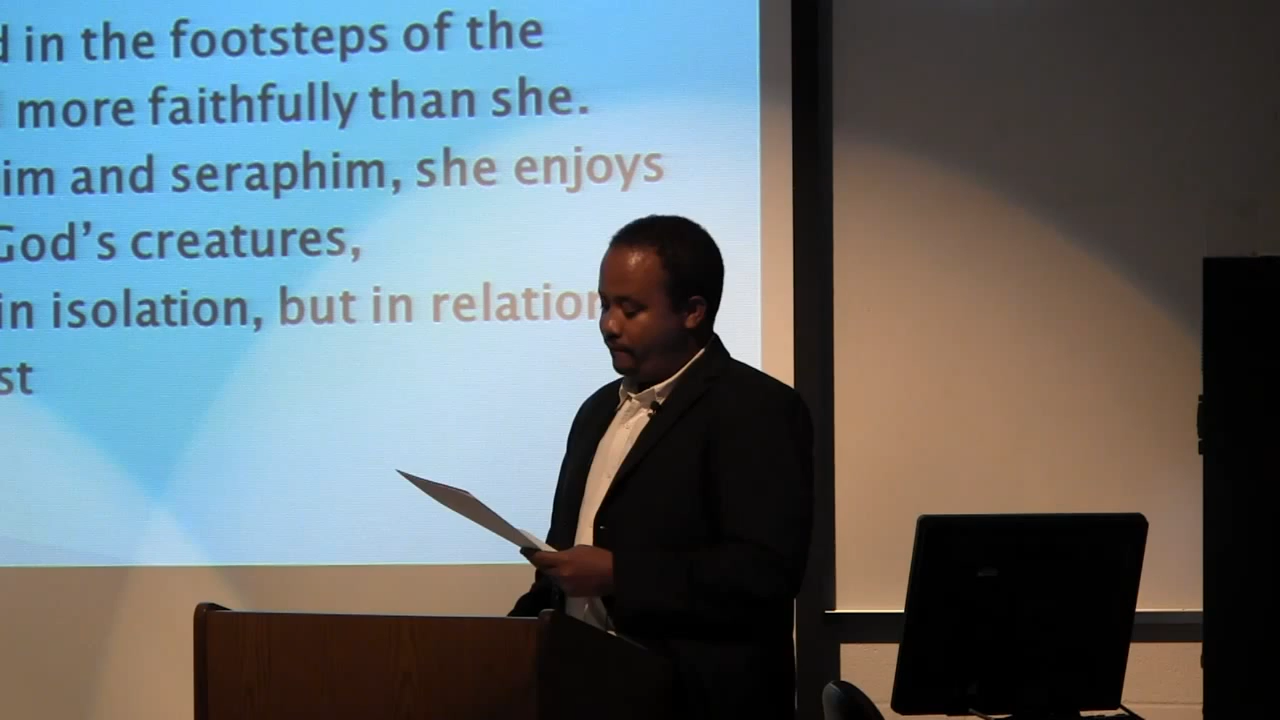 in the footsteps of the
more faithfully than she.
im and seraphim, she enjoys
God's creatures,
in isolation, but in relation
st